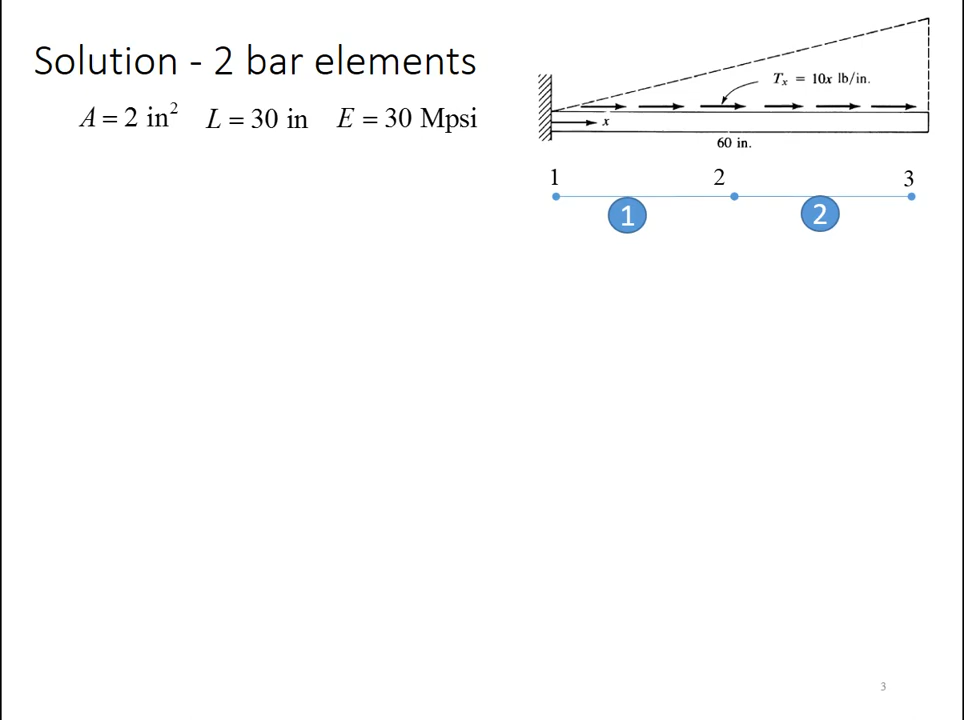 Solution - 2 bar elements
A = 2 in² L = 30 in E = 30 Mpsi
Tₓ = 10x lb/in.
x
60 in.
1 2 3
1 2
3